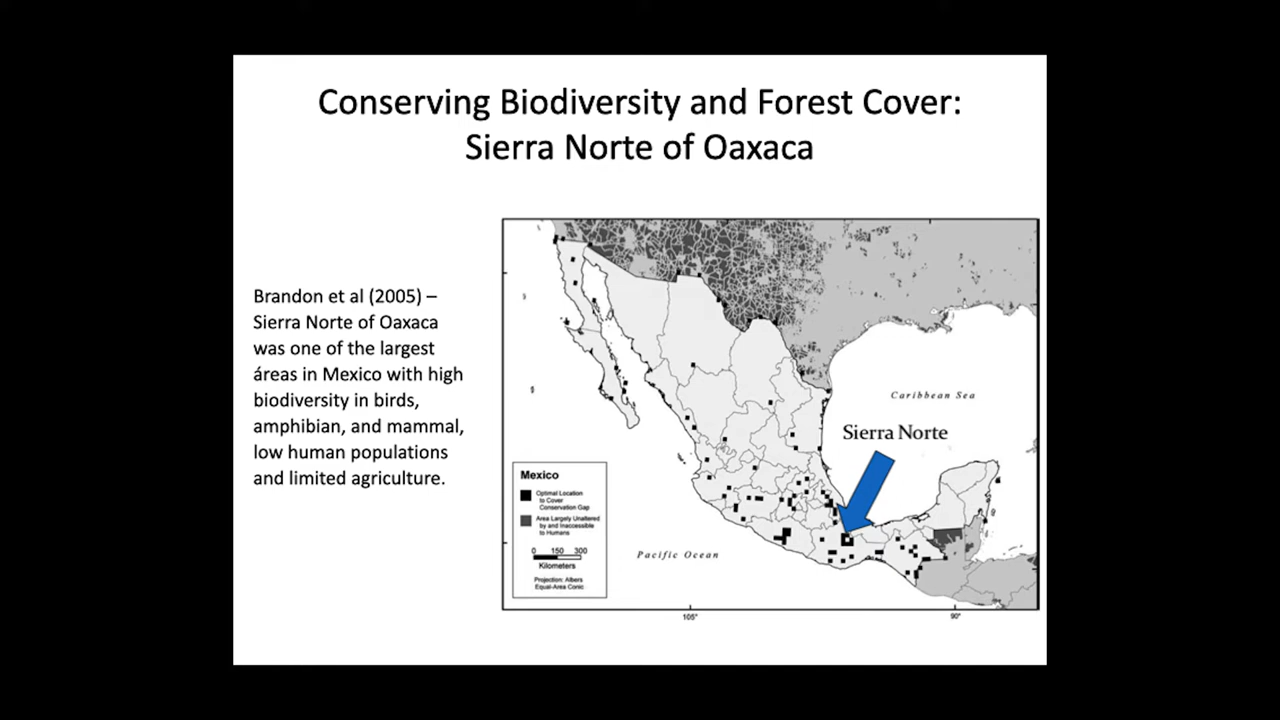 Conserving Biodiversity and Forest Cover:
Sierra Norte of Oaxaca
Brandon et al (2005) –
Sierra Norte of Oaxaca
was one of the largest
áreas in Mexico with high
biodiversity in birds,
amphibian, and mammal,
low human populations
and limited agriculture.
Caribbean Sea
Sierra Norte
Mexico
Optimal Location
to Cover
Conservation Gap
Area Largely Unaltered
by and Inaccessible
to Humans
0 150 300
Kilometers
Projection: Albers
Equal-Area Conic
Pacific Ocean
105°
90°